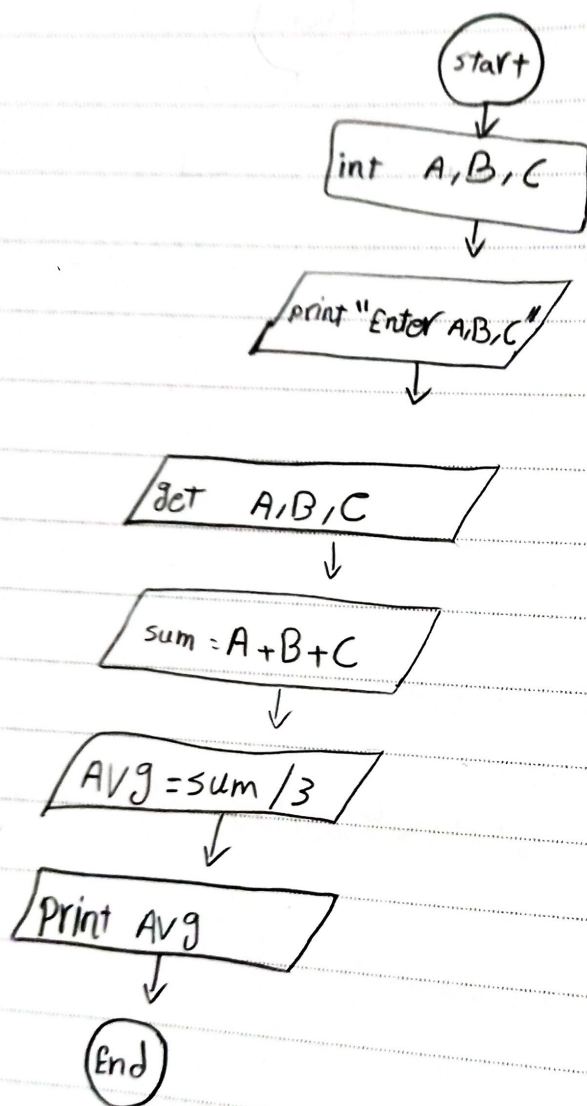 start
int A, B, C
print "Enter A,B,C"
get A,B,C
sum = A+B+C
AVg = sum /3
Print AVg
End